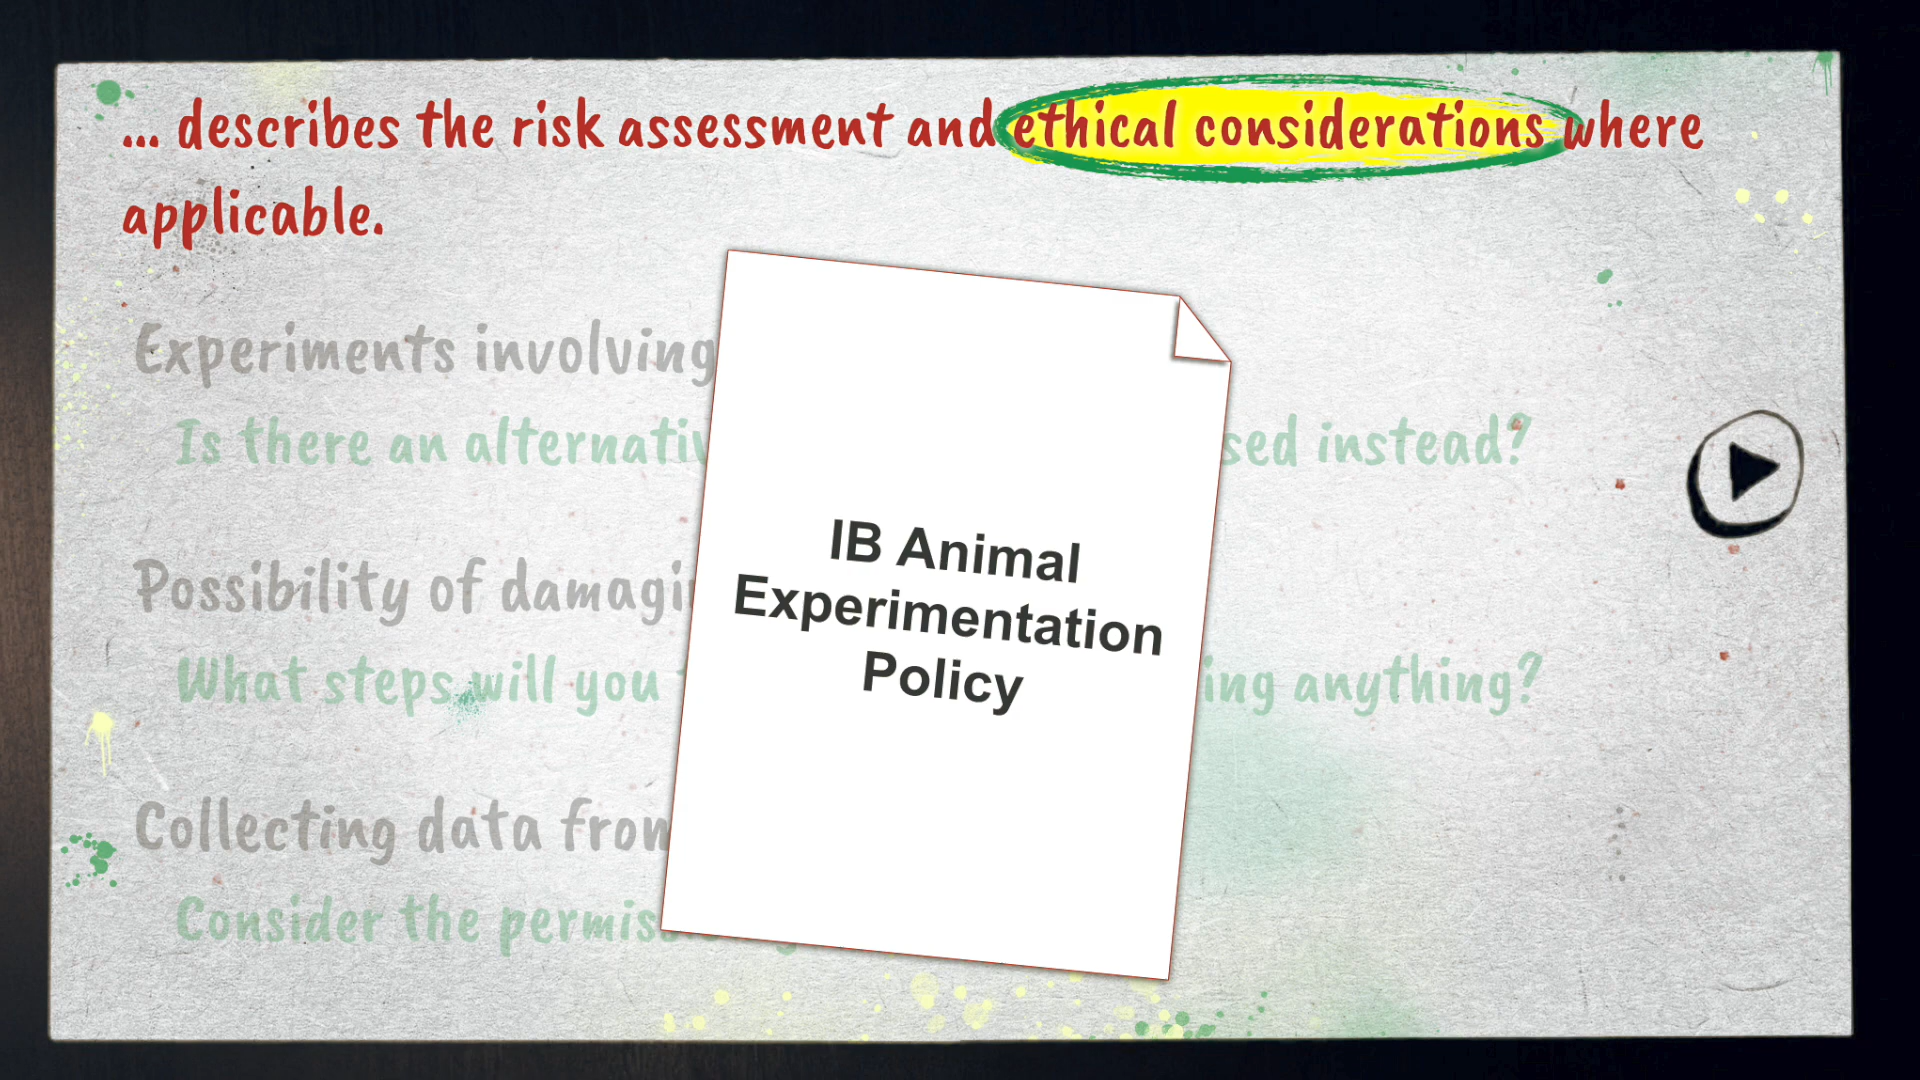 ... describes the risk assessment and ethical considerations where
applicable.
Experiments involving
Is there an alternativ sed instead?
Possibility of damagi
What steps will you ing anything?
Collecting data from
Consider the permiss
IB Animal
Experimentation
Policy